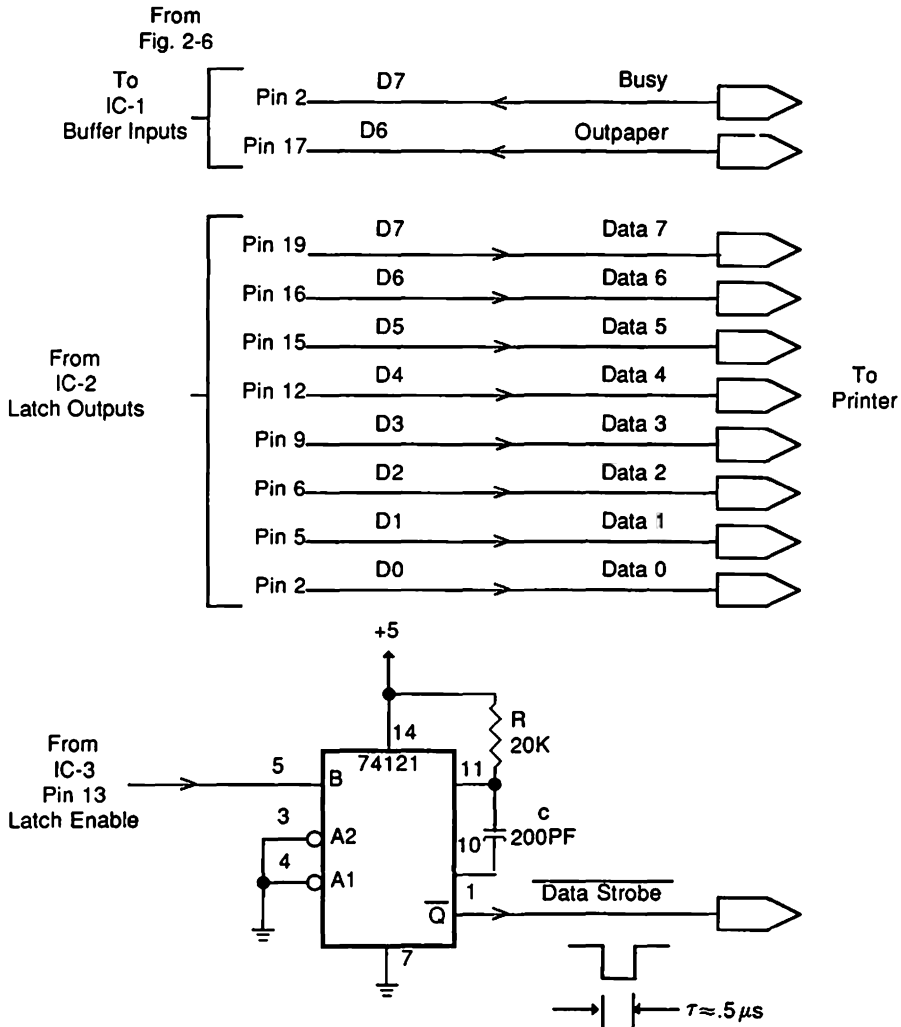 From
Fig. 2-6
To
IC-1
Buffer Inputs
Pin 2 D7 Busy
Pin 17 D6 Outpaper
From
IC-2
Latch Outputs
Pin 19 D7 Data 7
Pin 16 D6 Data 6
Pin 15 D5 Data 5
Pin 12 D4 Data 4
Pin 9 D3 Data 3
Pin 6 D2 Data 2
Pin 5 D1 Data 1
Pin 2 D0 Data 0
To
Printer
+5
14
R
20K
74121
From
IC-3
Pin 13
Latch Enable
5 B 11
3 A2 10
c
200PF
4 A1
1
Q̅ D̅a̅t̅a̅ S̅t̅r̅o̅b̅e̅
7
τ≈.5 µs